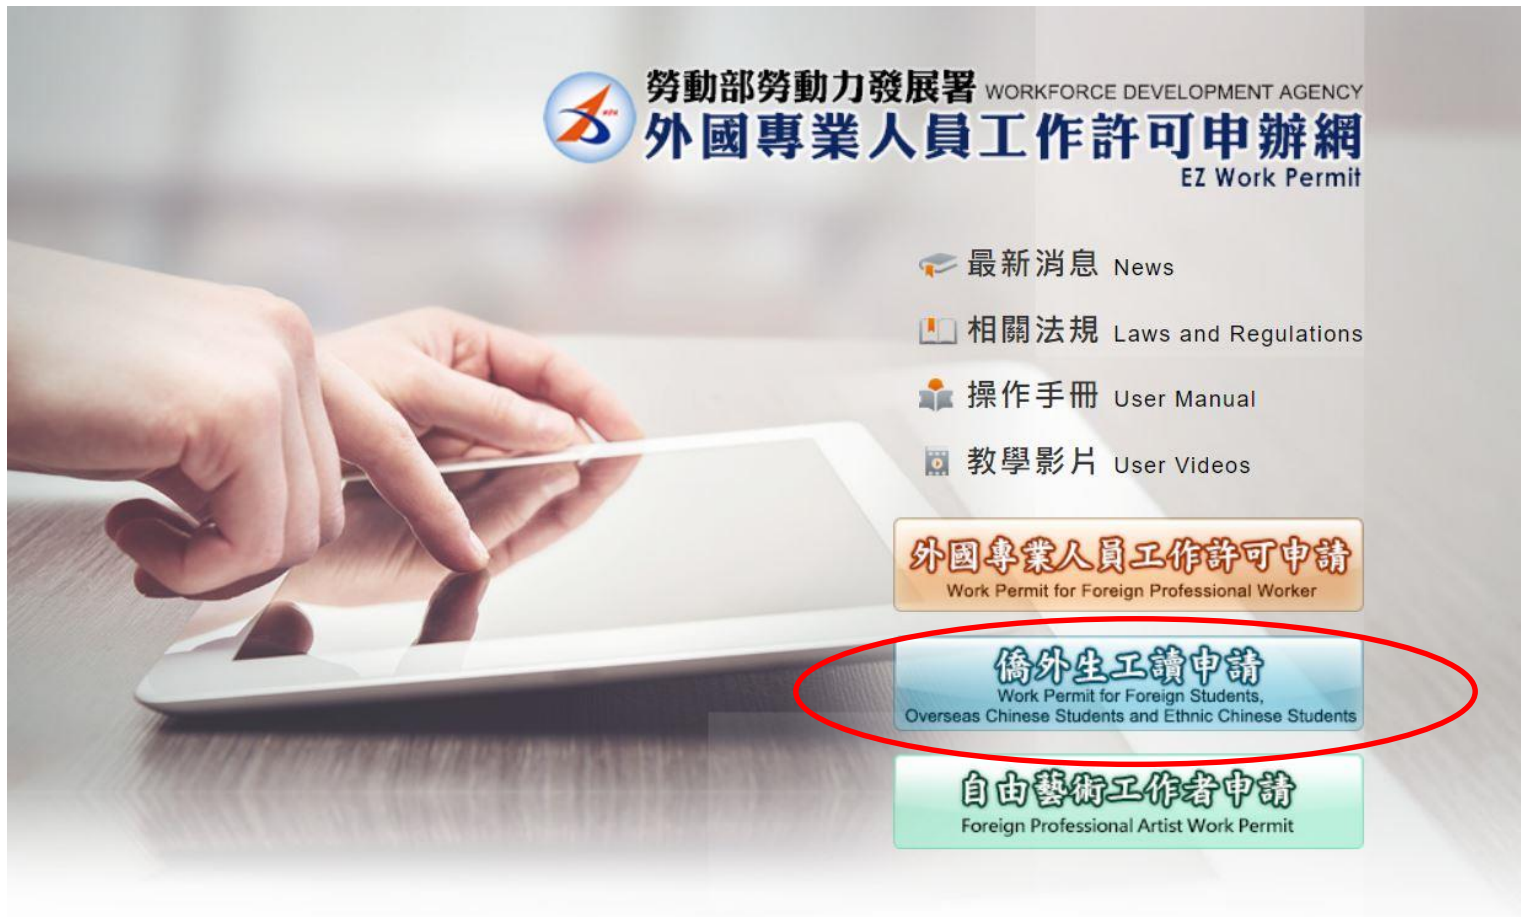 勞動部勞動力發展署 WORKFORCE DEVELOPMENT AGENCY
外國專業人員工作許可申辦網
EZ Work Permit
最新消息 News
相關法規 Laws and Regulations
操作手冊 User Manual
教學影片 User Videos
外國專業人員工作許可申請
Work Permit for Foreign Professional Worker
僑外生工讀申請
Work Permit for Foreign Students,
Overseas Chinese Students and Ethnic Chinese Students
自由藝術工作者申請
Foreign Professional Artist Work Permit